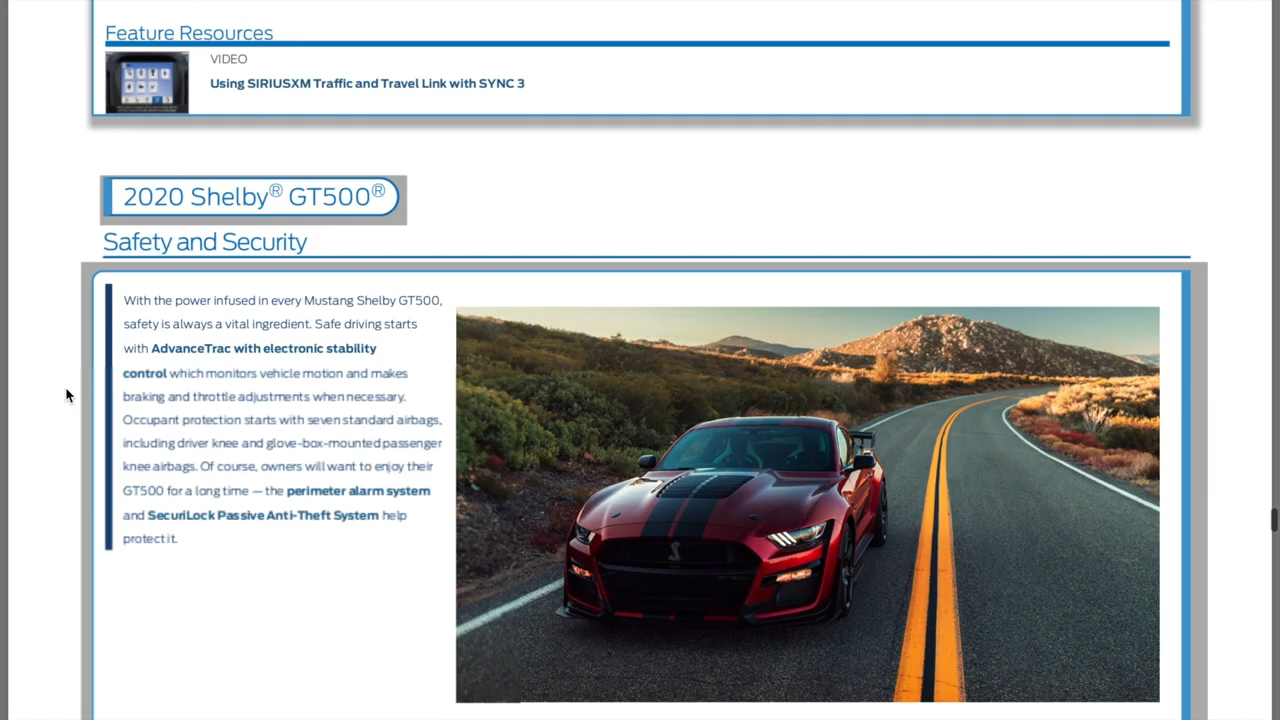 Feature Resources
VIDEO
Using SIRIUSXM Traffic and Travel Link with SYNC 3
2020 Shelby® GT500®
Safety and Security
With the power infused in every Mustang Shelby GT500,
safety is always a vital ingredient. Safe driving starts
with AdvanceTrac with electronic stability
control which monitors vehicle motion and makes
braking and throttle adjustments when necessary.
Occupant protection starts with seven standard airbags,
including driver knee and glove-box-mounted passenger
knee airbags. Of course, owners will want to enjoy their
GT500 for a long time — the perimeter alarm system
and SecuriLock Passive Anti-Theft System help
protect it.